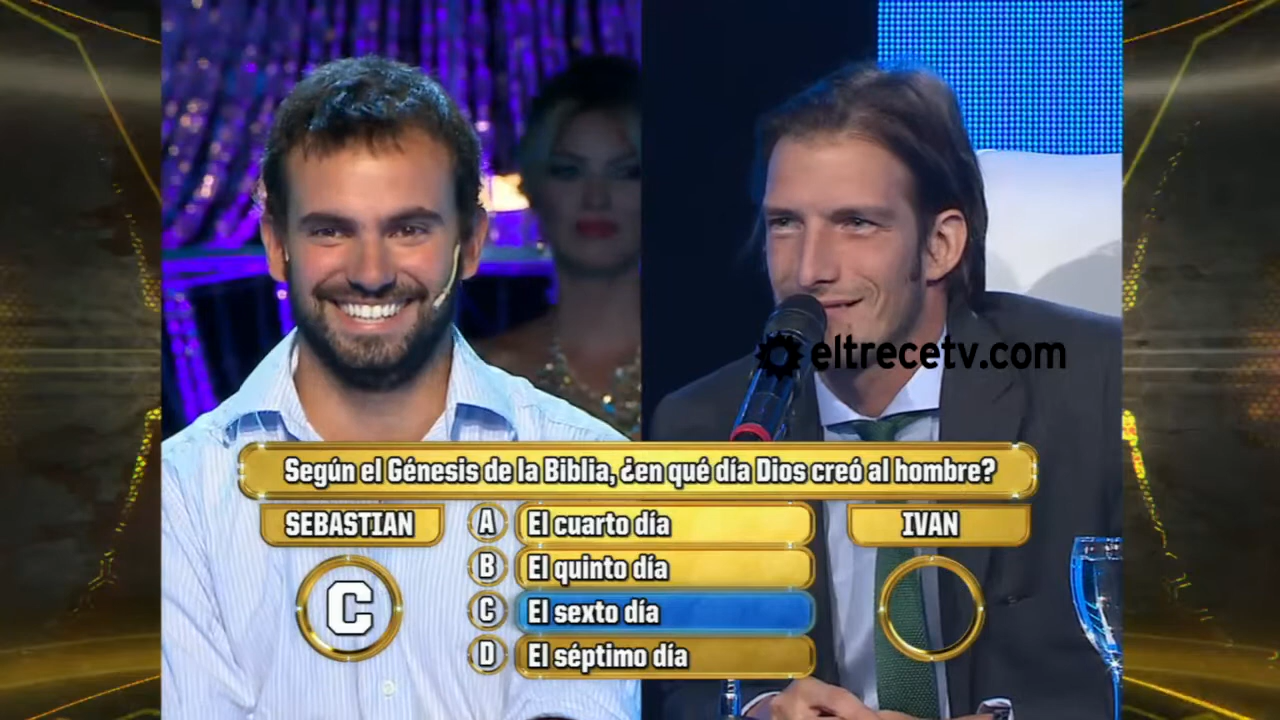 eltrecetv.com
Según el Génesis de la Biblia, ¿en qué día Dios creó al hombre?
SEBASTIAN
A El cuarto día
IVAN
B El quinto día
C
C El sexto día
D El séptimo día